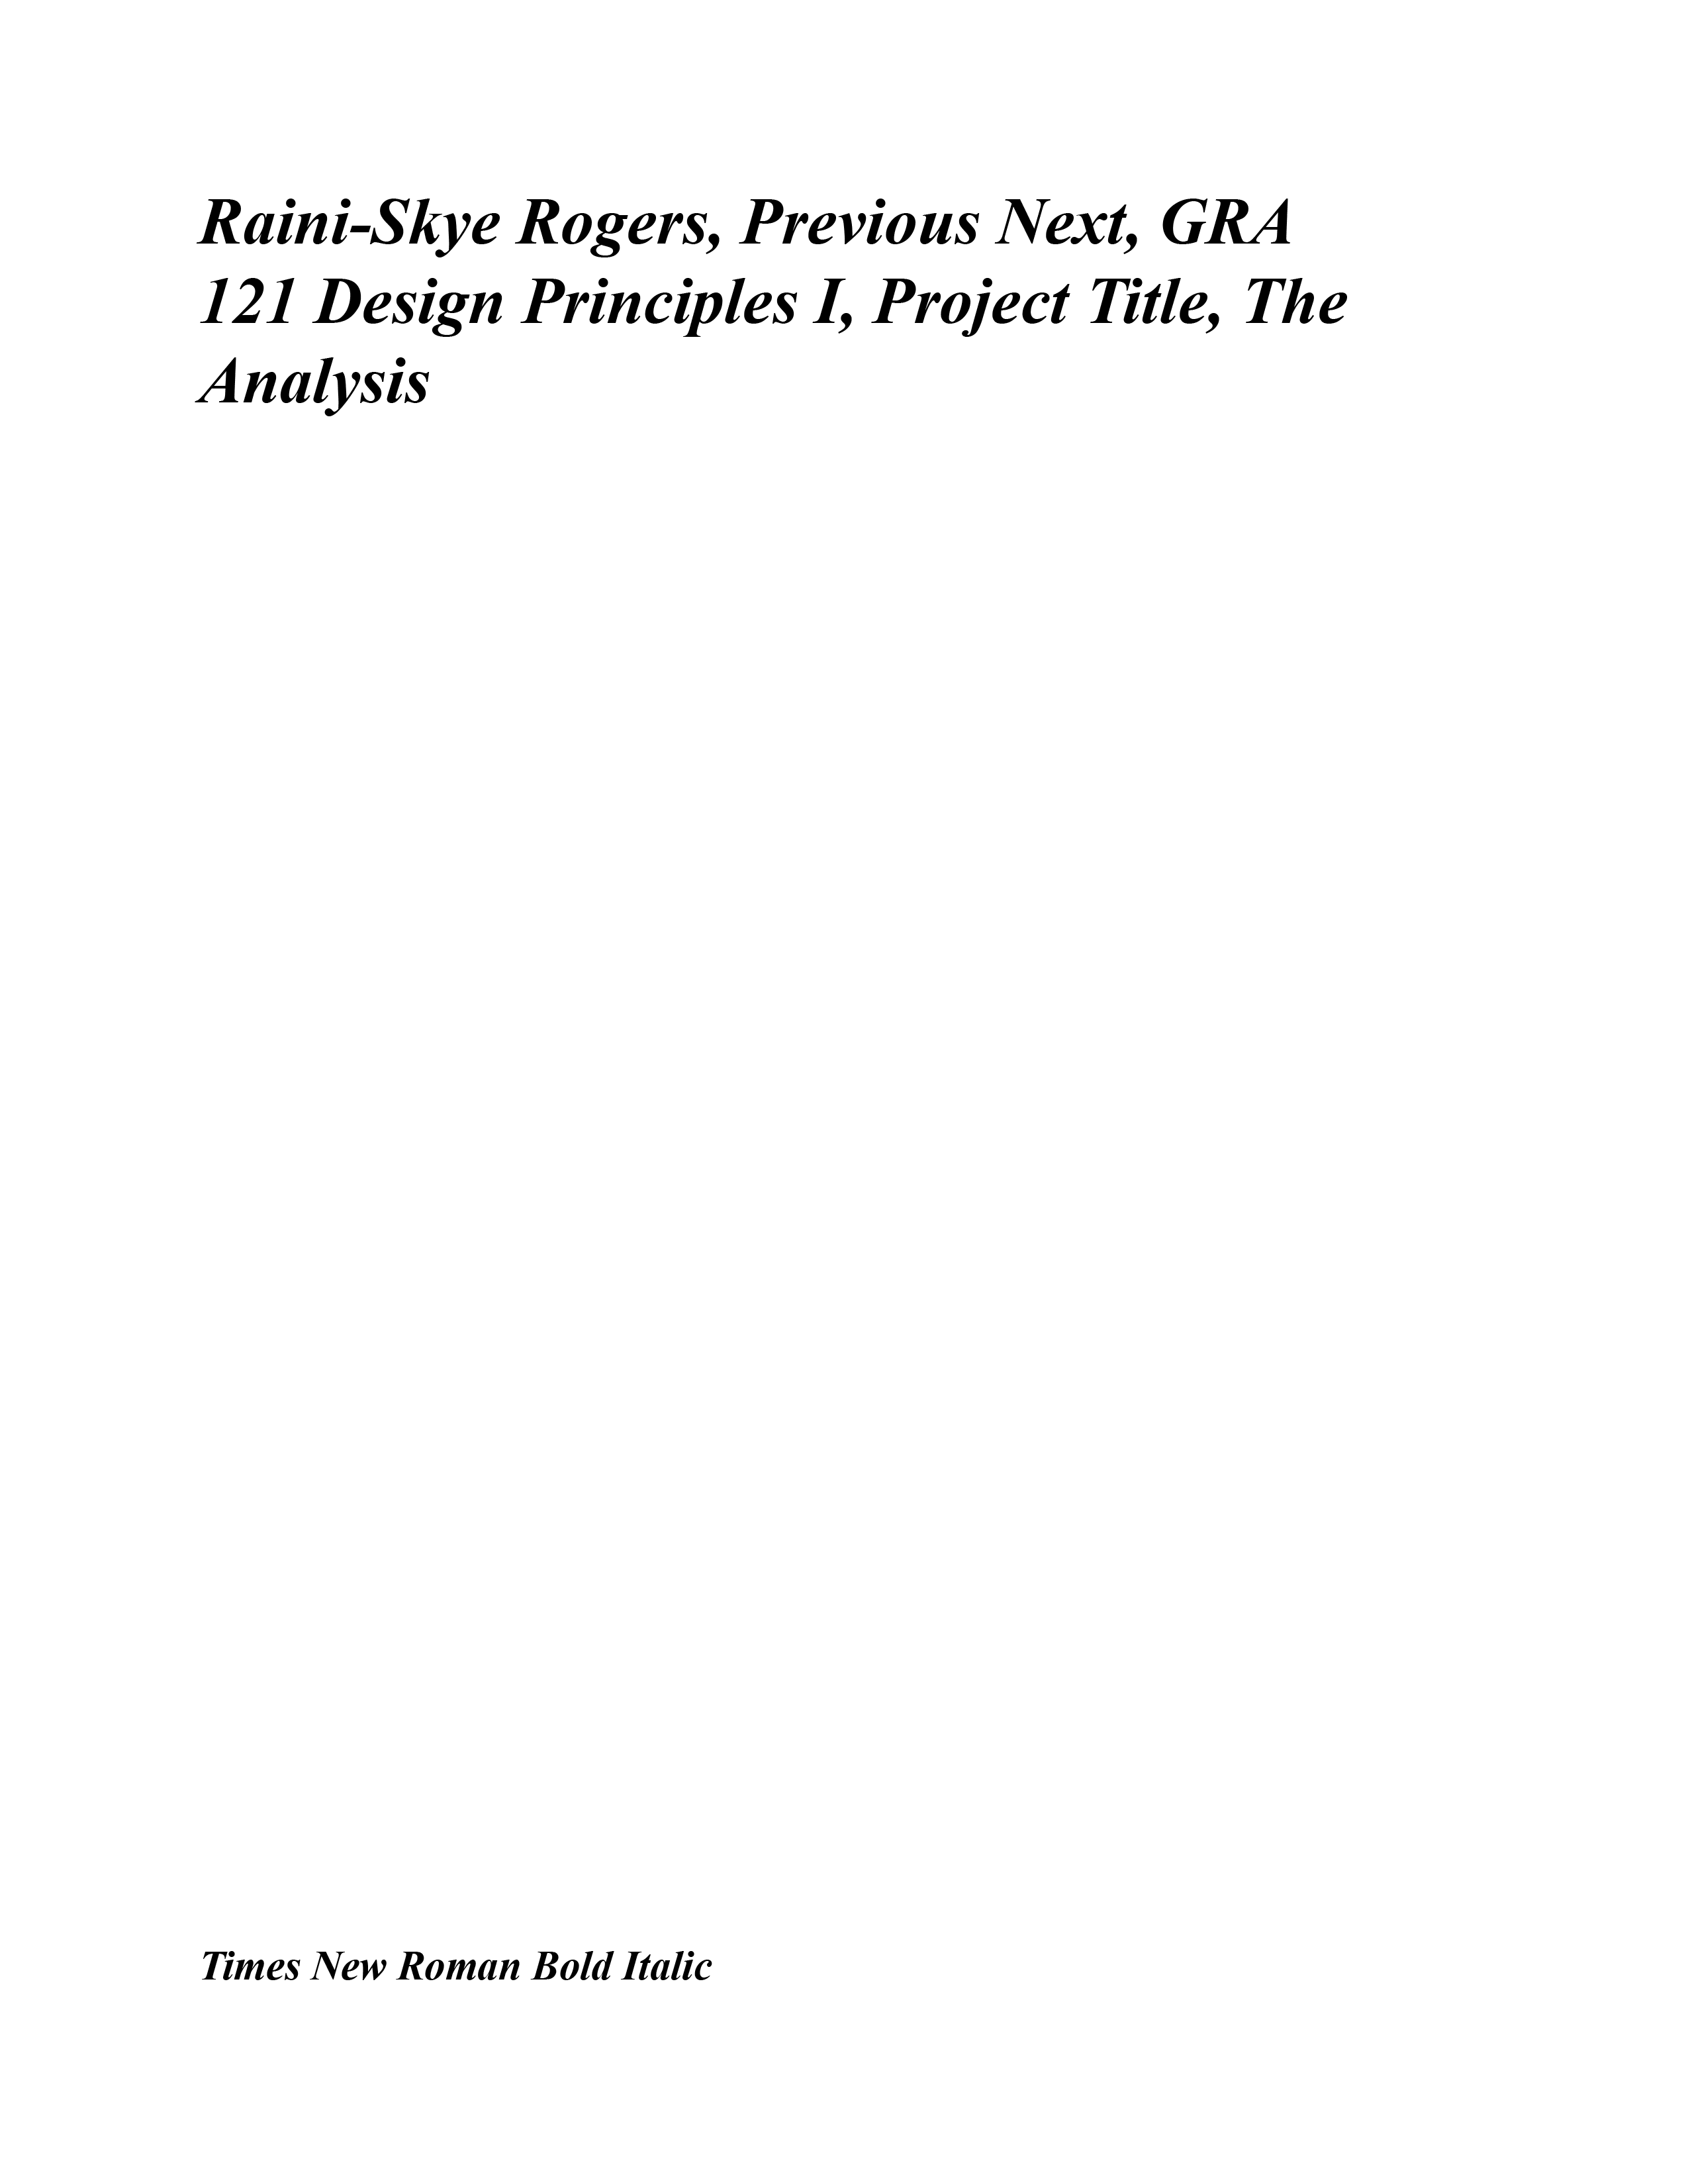 Raini-Skye Rogers, Previous Next, GRA
121 Design Principles I, Project Title, The
Analysis
Times New Roman Bold Italic